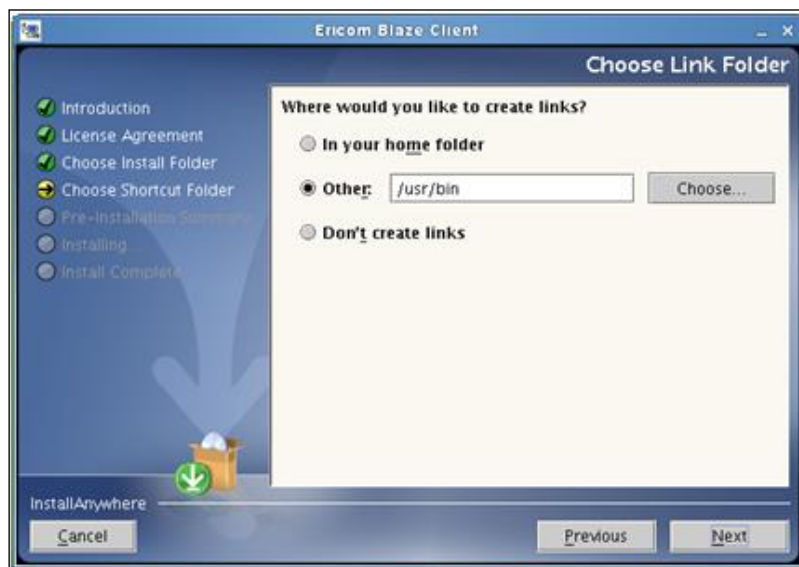 Ericom Blaze Client
Choose Link Folder
Introduction
License Agreement
Choose Install Folder
Choose Shortcut Folder
Pre-Installation Summary
Installing
Install Complete
Where would you like to create links?
In your home folder
Other: /usr/bin Choose...
Don't create links
InstallAnywhere
Cancel Previous Next